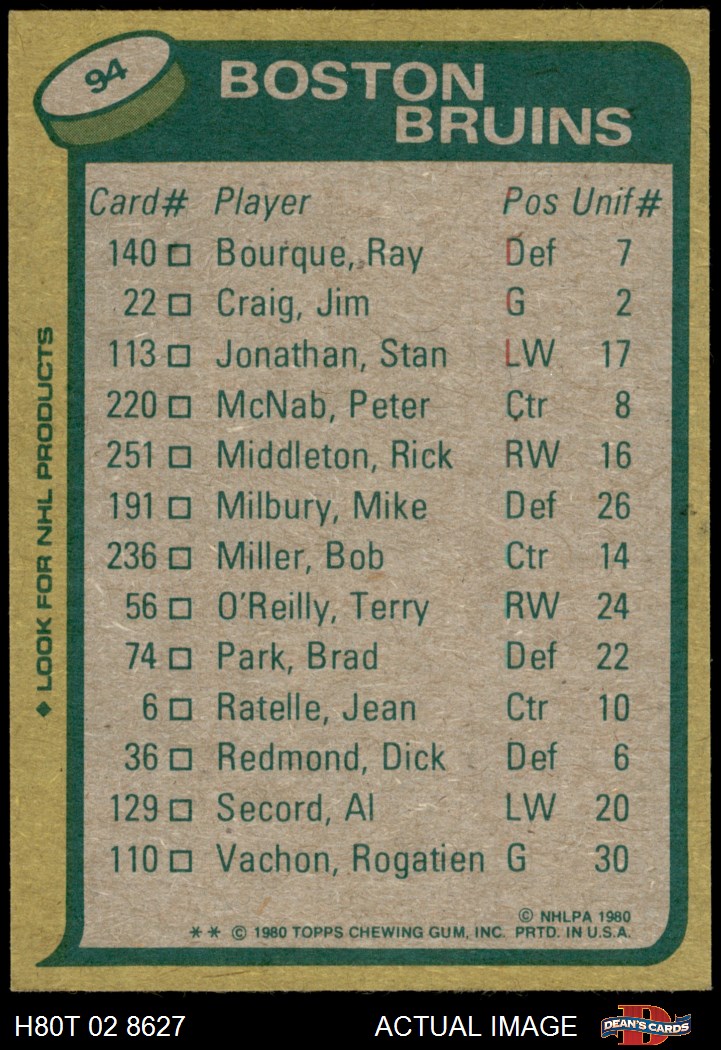 94
BOSTON
BRUINS
Card# Player Pos Unif#
140 □ Bourque, Ray Def 7
22 □ Craig, Jim G 2
113 □ Jonathan, Stan LW 17
220 □ McNab, Peter Ctr 8
251 □ Middleton, Rick RW 16
191 □ Milbury, Mike Def 26
236 □ Miller, Bob Ctr 14
56 □ O'Reilly, Terry RW 24
74 □ Park, Brad Def 22
6 □ Ratelle, Jean Ctr 10
36 □ Redmond, Dick Def 6
129 □ Secord, Al LW 20
110 □ Vachon, Rogatien G 30
© NHLPA 1980
** © 1980 TOPPS CHEWING GUM, INC. PRTD. IN U.S.A.
◆ LOOK FOR NHL PRODUCTS
H80T 02 8627 ACTUAL IMAGE DEAN'S CARDS